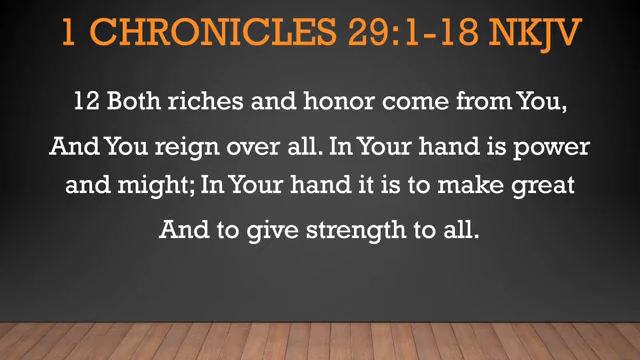 1 CHRONICLES 29:1-18 NKJV
12 Both riches and honor come from You,
And You reign over all. In Your hand is power
and might; In Your hand it is to make great
And to give strength to all.